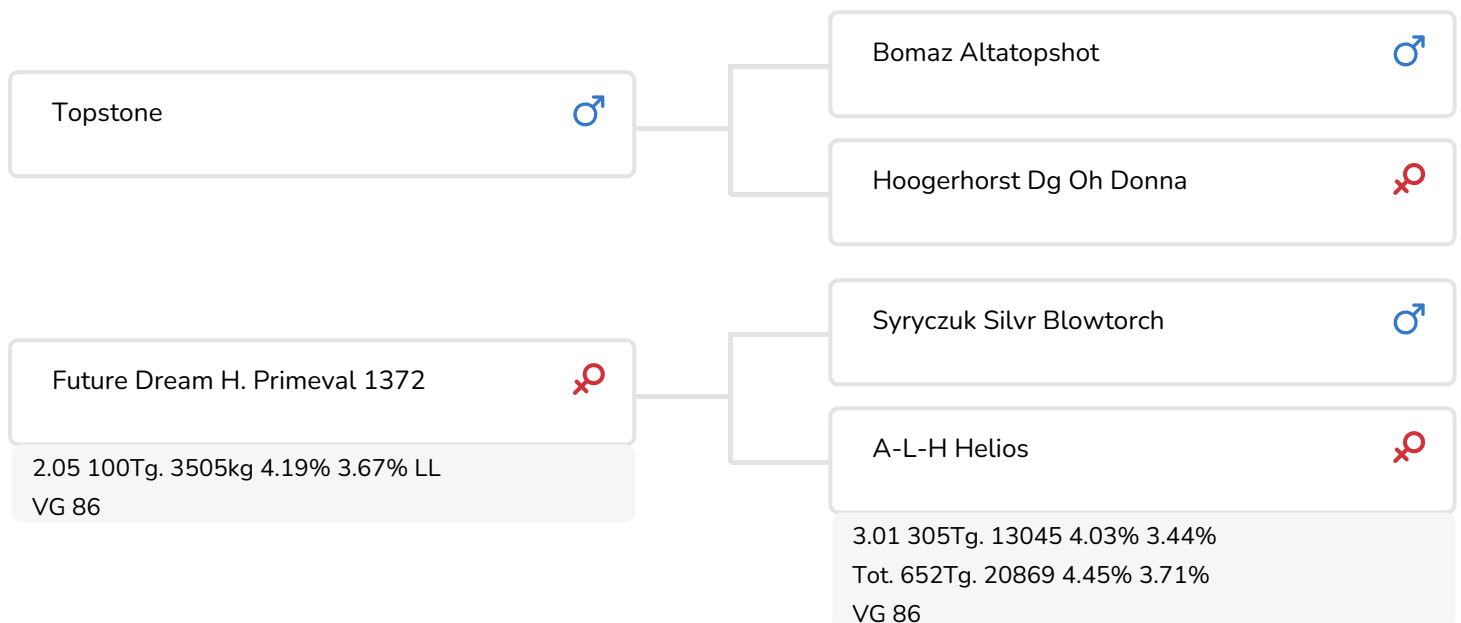 Topstone
Bomaz Altatopshot
Hoogerhorst Dg Oh Donna
Future Dream H. Primeval 1372
2.05 100Tg. 3505kg 4.19% 3.67% LL
VG 86
Syryczuk Silvr Blowtorch
A-L-H Helios
3.01 305Tg. 13045 4.03% 3.44%
Tot. 652Tg. 20869 4.45% 3.71%
VG 86